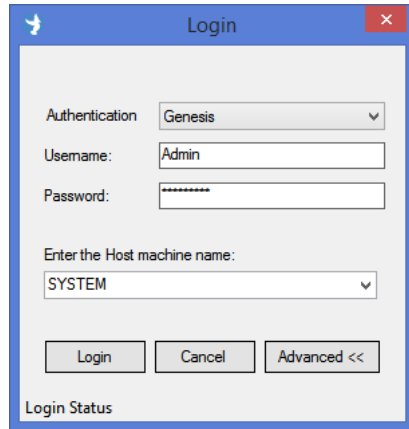 Login
Authentication Genesis
Username: Admin
Password: *********
Enter the Host machine name:
SYSTEM
Login Cancel Advanced <<
Login Status